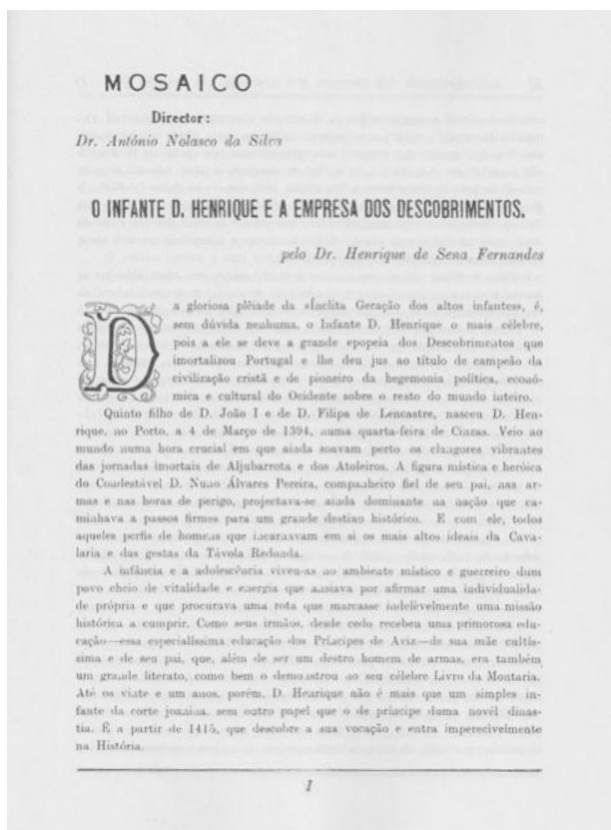 MOSAICO
Director:
Dr. António Nolasco da Silva
O INFANTE D. HENRIQUE E A EMPRESA DOS DESCOBRIMENTOS.
pelo Dr. Henrique de Sena Fernandes
Da gloriosa plêiade da «Ínclita Geração dos altos infantes», é,
sem dúvida nenhuma, o Infante D. Henrique o mais célebre,
pois a ele se deve a grande epopeia dos Descobrimentos que
imortalizou Portugal e lhe deu jus ao título de campeão da
civilização cristã e de pioneiro da hegemonia política, econó-
mica e cultural do Ocidente sobre o resto do mundo inteiro.
Quinto filho de D. João I e de D. Filipa de Lencastre, nasceu D. Hen-
rique, no Porto, a 4 de Março de 1394, numa quarta-feira de Cinzas. Veio ao
mundo numa hora crucial em que ainda soavam perto os clangores vibrantes
das jornadas imortais de Aljubarrota e dos Atoleiros. A figura mística e heróica
do Condestável D. Nuno Álvares Pereira, companheiro fiel de seu pai, nas ar-
mas e nas horas de perigo, projectava-se ainda dominante na nação que ca-
minhava a passos firmes para um grande destino histórico. E com ele, todos
aqueles perfis de homens que incarnavam em si os mais altos ideais da Cava-
laria e das gestas da Távola Redonda.
A infância e a adolescência viveu-as no ambiente místico e guerreiro dum
povo cheio de vitalidade e energia que ansiava por afirmar uma individualida-
de própria e que procurava uma rota que marcasse indelèvelmente uma missão
histórica a cumprir. Como seus irmãos, desde cedo recebeu uma primorosa edu-
cação—essa especialíssima educação dos Príncipes de Aviz—de sua mãe cultís-
sima e de seu pai, que, além de ser um destro homem de armas, era também
um grande literato, como bem o demonstrou no seu célebre Livro da Montaria.
Até os vinte e um anos, porém, D. Henrique não é mais que um simples in-
fante da corte joanina, sem outro papel que o de príncipe duma novel dinas-
tia. É a partir de 1415, que descobre a sua vocação e entra imperecivelmente
na História.
1